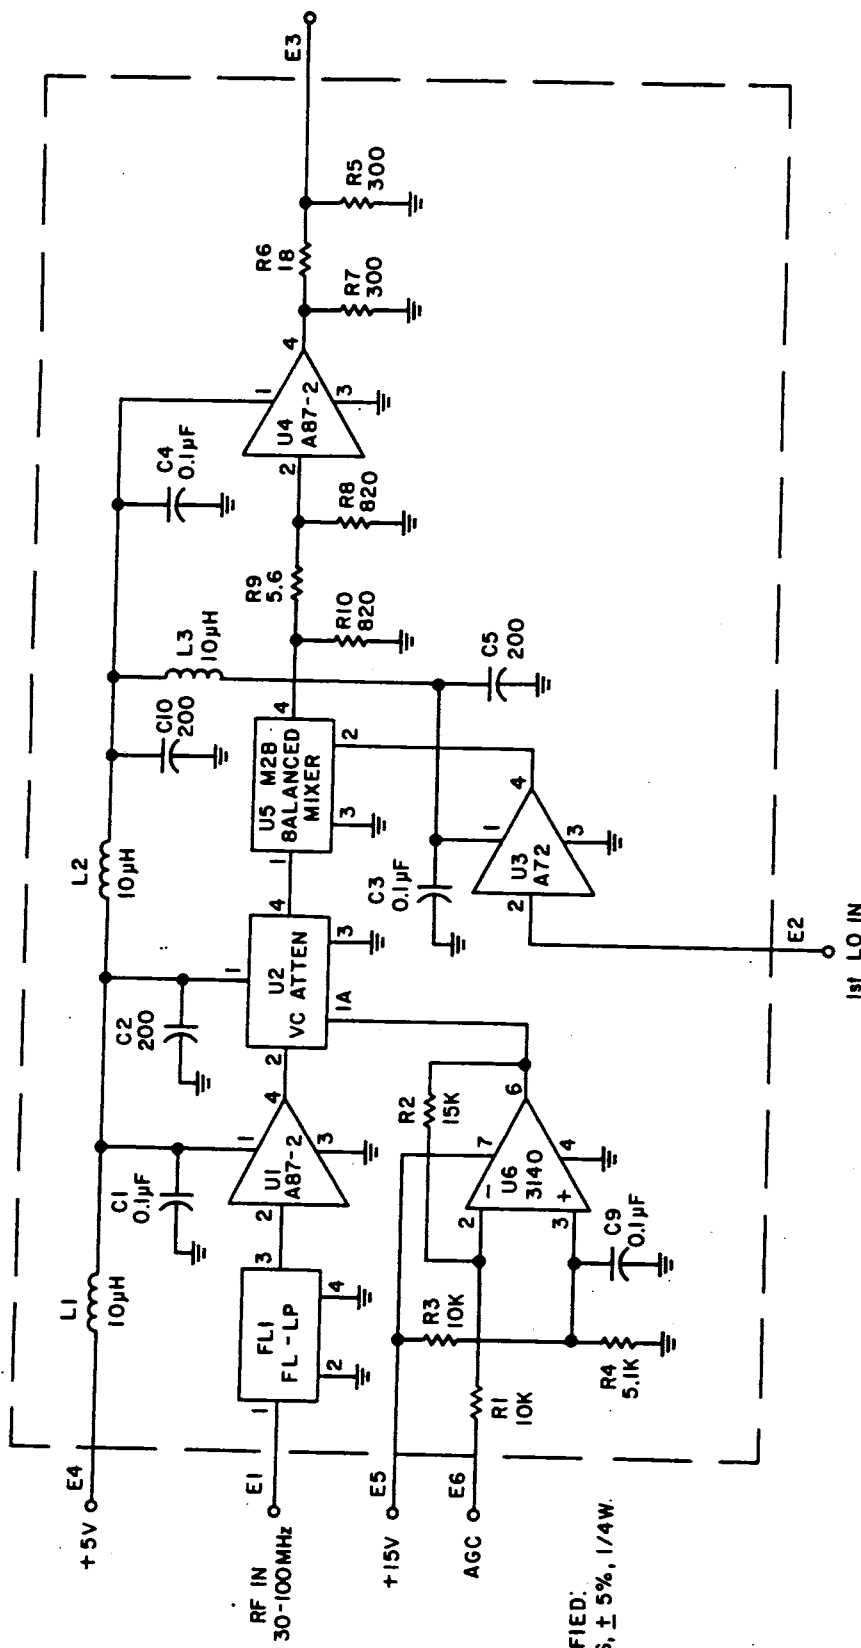 +5V
E4
L1
10µH
C1
0.1µF
C2
200
L2
10µH
C10
200
L3
10µH
C4
0.1µF
RF IN
30-100MHz
E1
1
FL1
FL-LP
3
2
4
2
U1
A87-2
1
4
3
2
U2
VC ATTEN
1
4
3
1A
1
U5 M2B
BALANCED
MIXER
4
3
2
R10
820
R9
5.6
R8
820
2
U4
A87-2
1
4
3
R7
300
R6
18
R5
300
E3
+15V
E5
AGC
E6
R1
10K
R3
10K
R4
5.1K
C9
0.1µF
R2
15K
2
-
3
+
U6
3140
7
6
4
C3
0.1µF
2
U3
A72
1
4
3
C5
200
E2
1st LO IN
FIED:
, ± 5%, 1/4W.